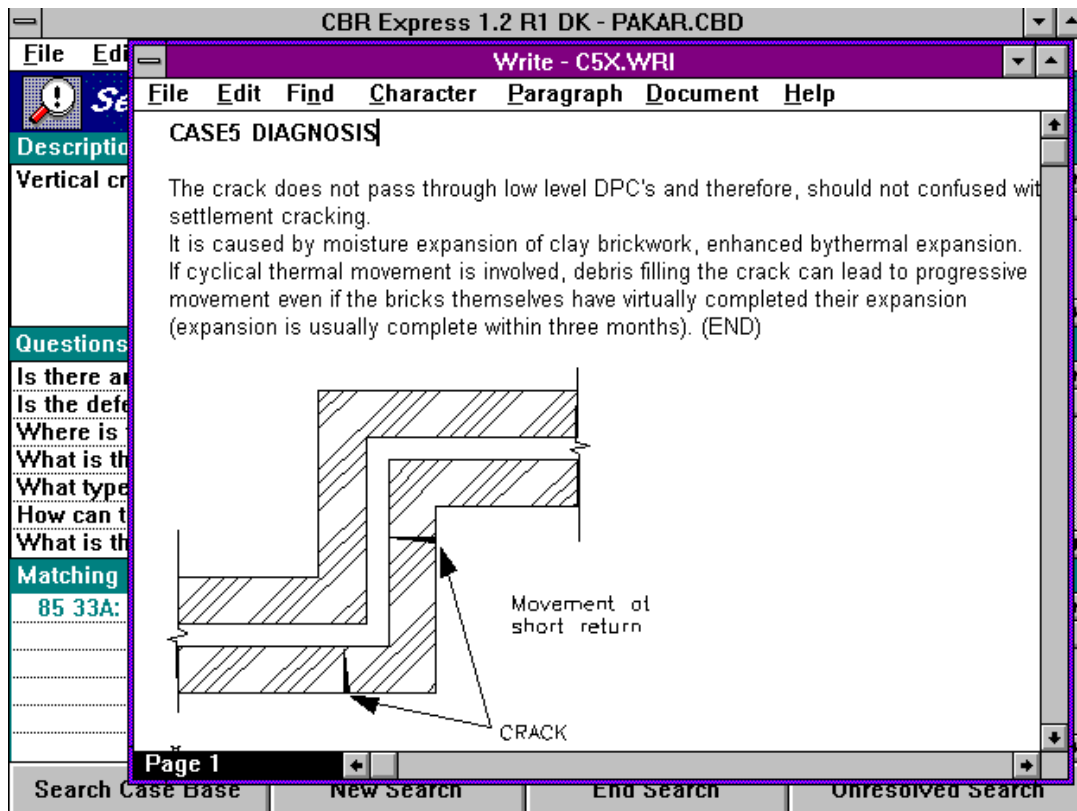 CBR Express 1.2 R1 DK - PAKAR.CBD
File Edi
Write - C5X.WRI
File Edit Find Character Paragraph Document Help
Se
CASE5 DIAGNOSIS
Descriptio
Vertical cr
The crack does not pass through low level DPC's and therefore, should not confused wit
settlement cracking.
It is caused by moisture expansion of clay brickwork, enhanced bythermal expansion.
If cyclical thermal movement is involved, debris filling the crack can lead to progressive
movement even if the bricks themselves have virtually completed their expansion
(expansion is usually complete within three months). (END)
Questions
Is there a
Is the defe
Where is
What is th
What type
How can t
What is th
Matching
85 33A:
Movement at
short return
CRACK
Page 1
Search Case Base New Search End Search Unresolved Search